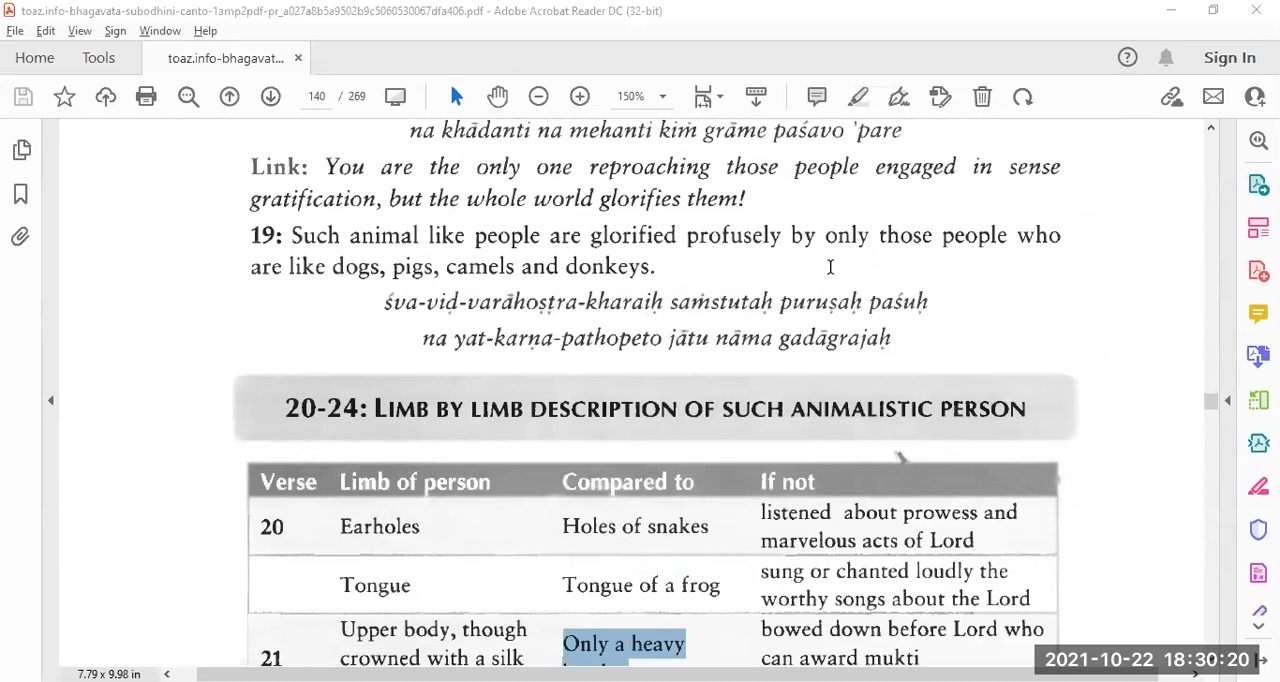 toaz.info-bhagavata-subodhini-canto-1amp2pdf-pr_a027a8b5a9502b9c5060530067dfa406.pdf - Adobe Acrobat Reader DC (32-bit)
File Edit View Sign Window Help
Home Tools toaz.info-bhagavat... × Sign In
140 / 269 150%
na khādanti na mehanti kiṁ grāme paśavo 'pare
Link: You are the only one reproaching those people engaged in sense
gratification, but the whole world glorifies them!
19: Such animal like people are glorified profusely by only those people who
are like dogs, pigs, camels and donkeys.
śva-viḍ-varāhoṣṭra-kharaiḥ saṁstutaḥ puruṣaḥ paśuḥ
na yat-karṇa-pathopeto jātu nāma gadāgrajaḥ
20-24: LIMB BY LIMB DESCRIPTION OF SUCH ANIMALISTIC PERSON
Verse Limb of person Compared to If not
20 Earholes Holes of snakes listened about prowess and
marvelous acts of Lord
Tongue Tongue of a frog sung or chanted loudly the
worthy songs about the Lord
21 Upper body, though Only a heavy bowed down before Lord who
crowned with a silk can award mukti
2021-10-22 18:30:20
7.79 x 9.98 in